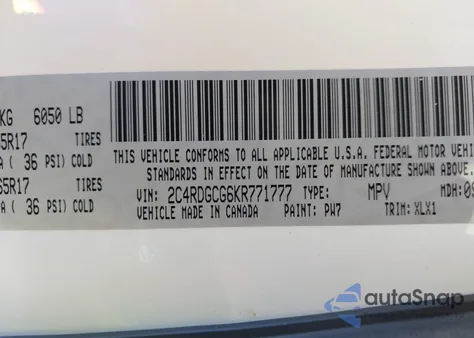 KG 6050 LB
5R17 TIRES
A ( 36 PSI) COLD
65R17 TIRES
A ( 36 PSI) COLD
THIS VEHICLE CONFORMS TO ALL APPLICABLE U.S.A. FEDERAL MOTOR VEHI
STANDARDS IN EFFECT ON THE DATE OF MANUFACTURE SHOWN ABOVE.
VIN: 2C4RDGCG6KR771777 TYPE: MPV MDH:
VEHICLE MADE IN CANADA PAINT: PW7 TRIM: XLX1
autoSnap